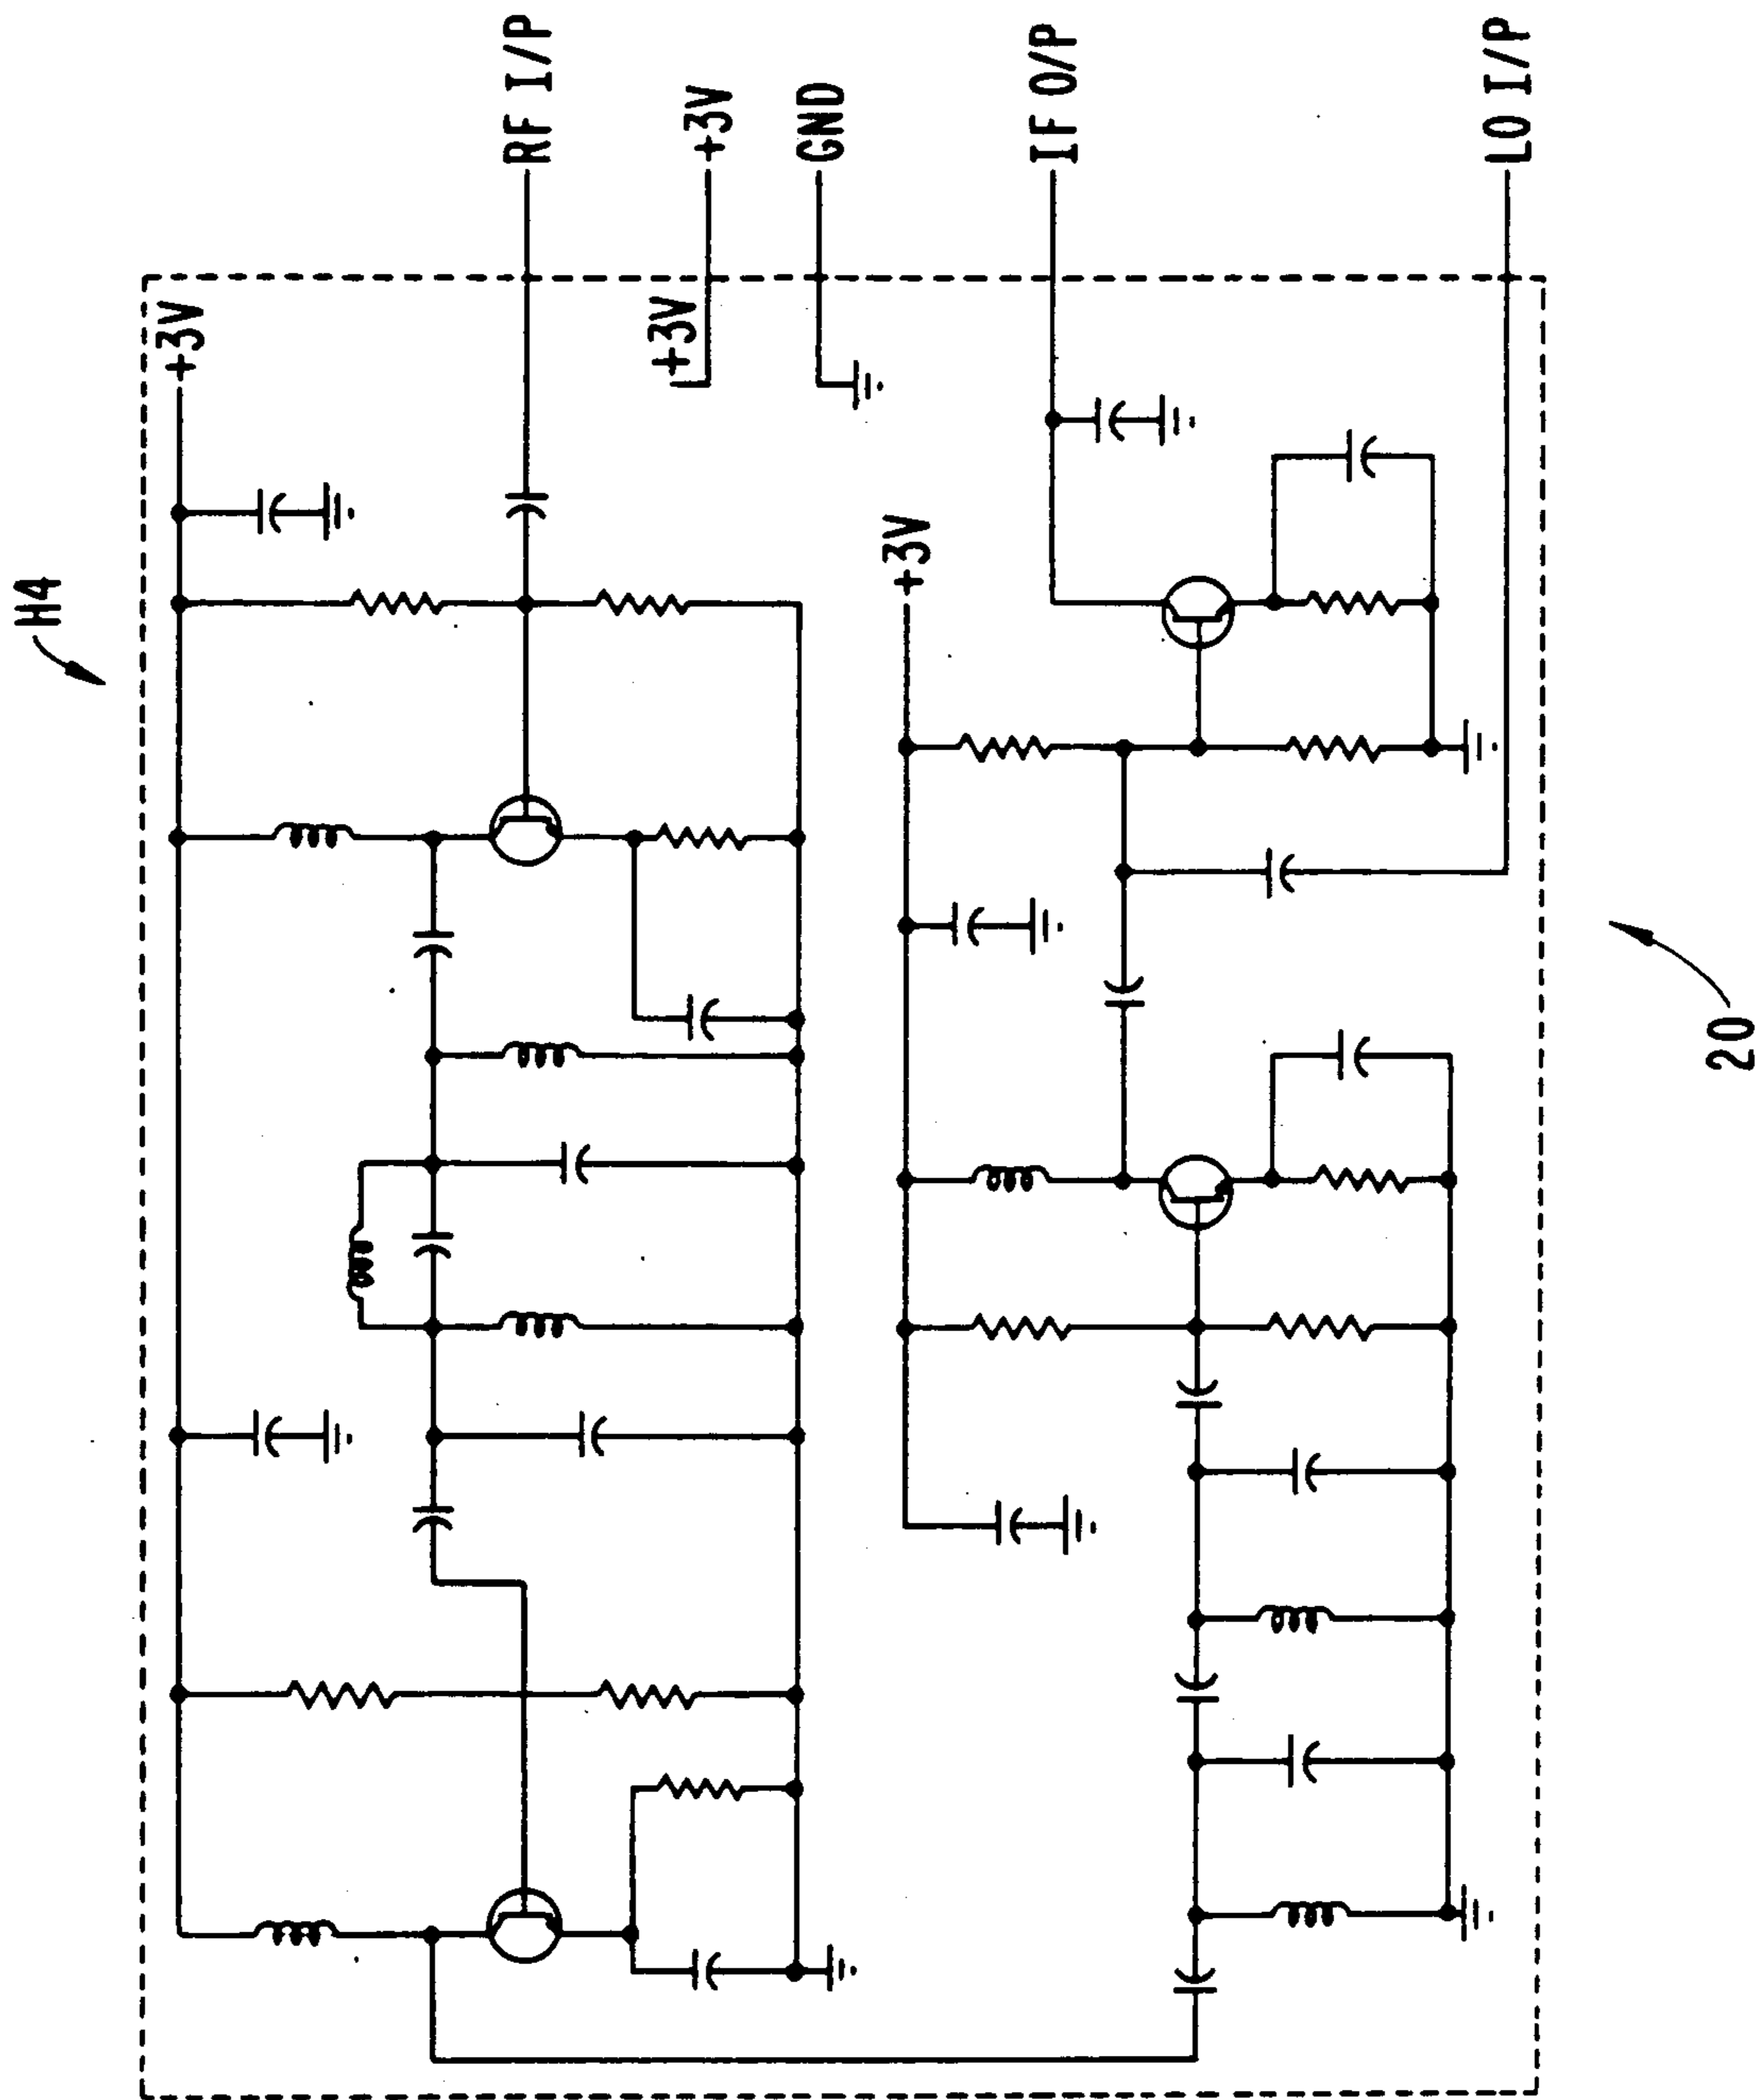 H4
+3V
RF I/P
+3V
+3V
GND
+3V
IF O/P
LO I/P
20